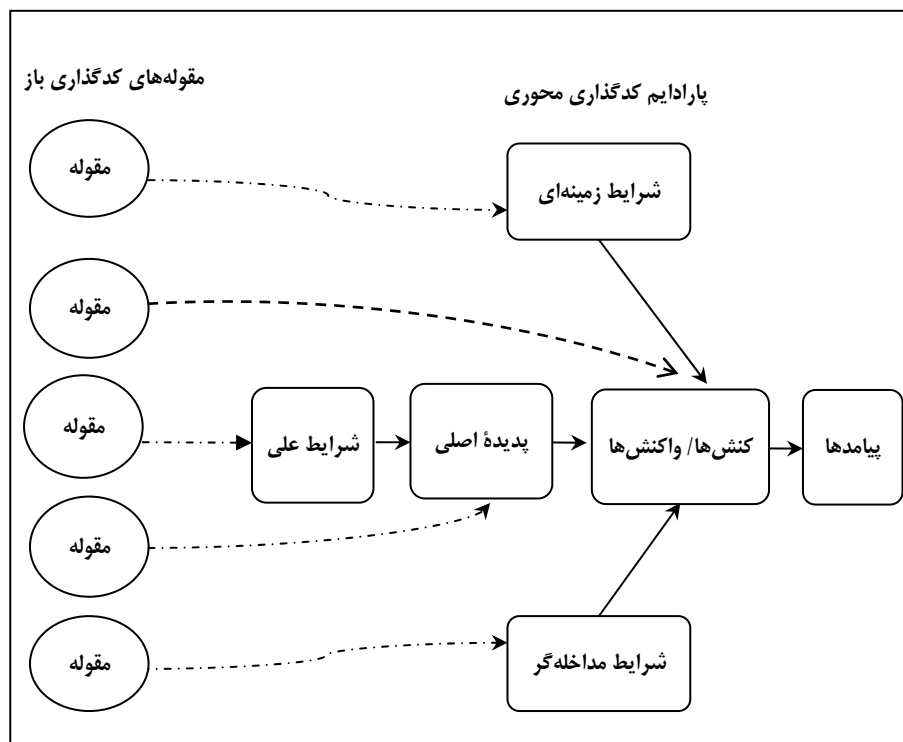 مقوله‌های کدگذاری باز
پارادایم کدگذاری محوری
مقوله
شرایط زمینه‌ای
مقوله
مقوله
شرایط علی
پدیدۀ اصلی
کنش‌ها/ واکنش‌ها
پیامدها
مقوله
مقوله
شرایط مداخله‌گر